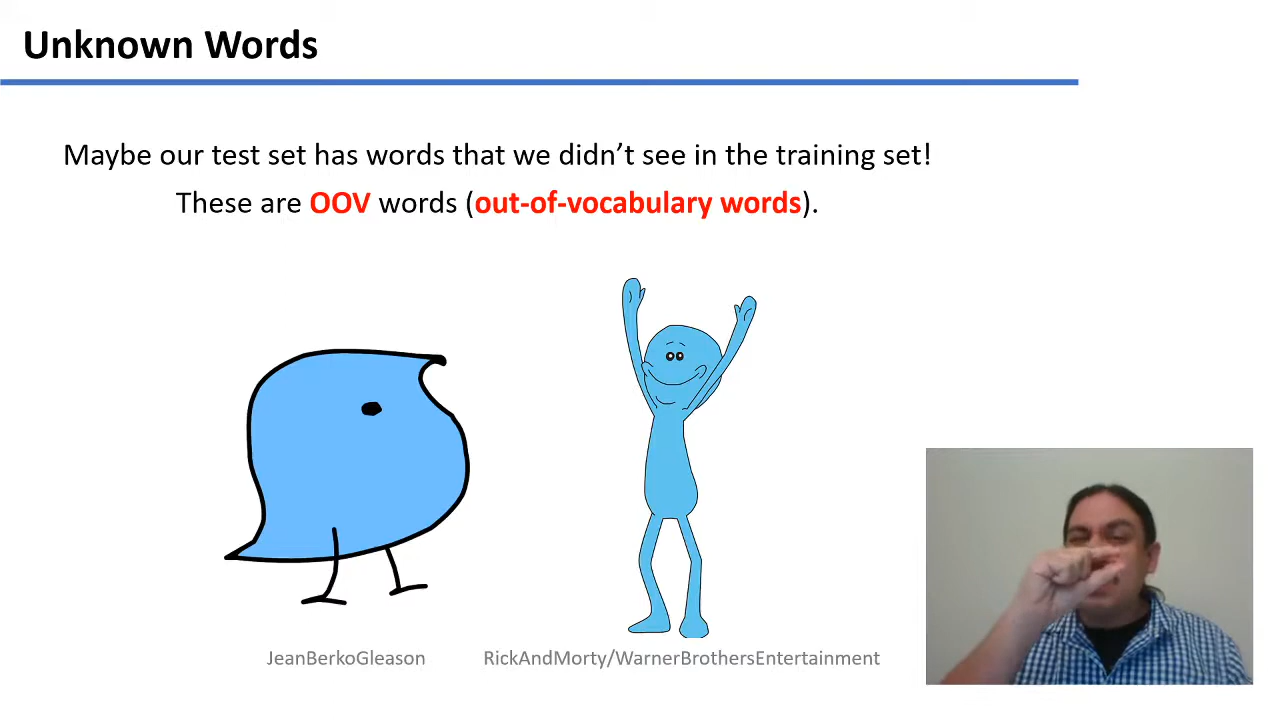 Unknown Words
Maybe our test set has words that we didn't see in the training set!
These are OOV words (out-of-vocabulary words).
JeanBerkoGleason
RickAndMorty/WarnerBrothersEntertainment